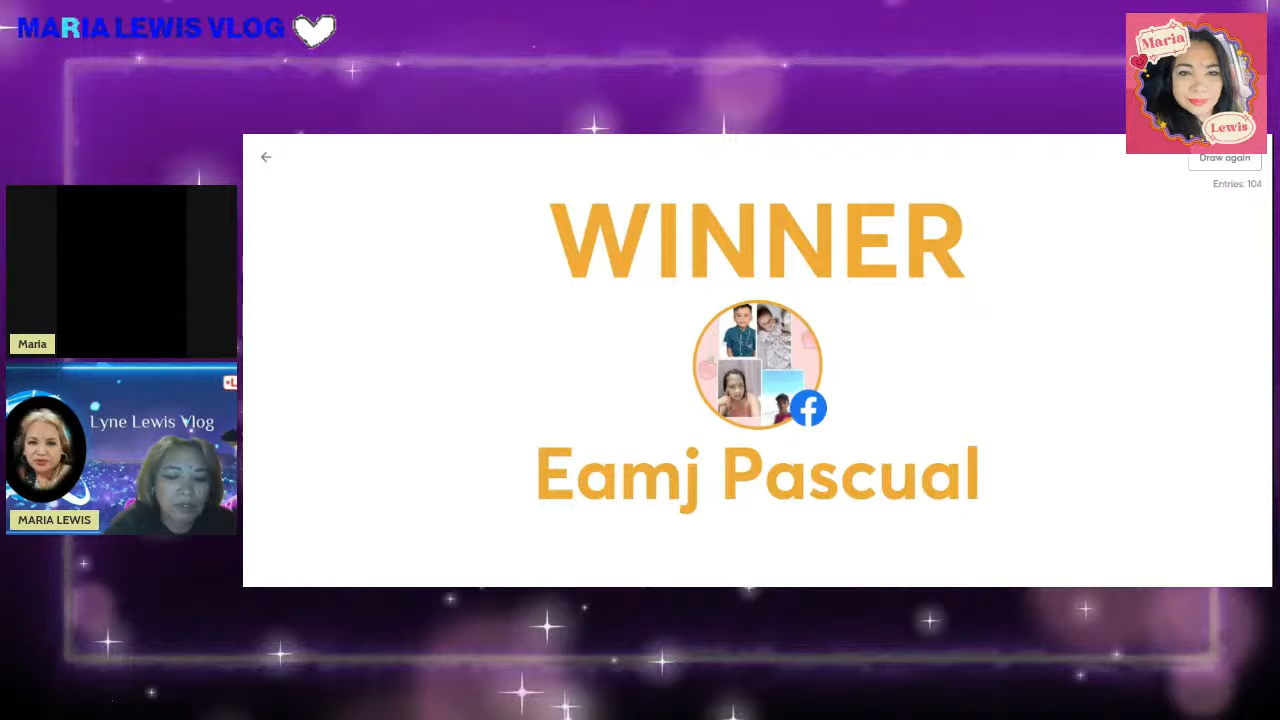 MARIA LEWIS VLOG
Maria
Lewis
Draw again
Entries: 104
WINNER
Eamj Pascual
Maria
Lyne Lewis Vlog
MARIA LEWIS